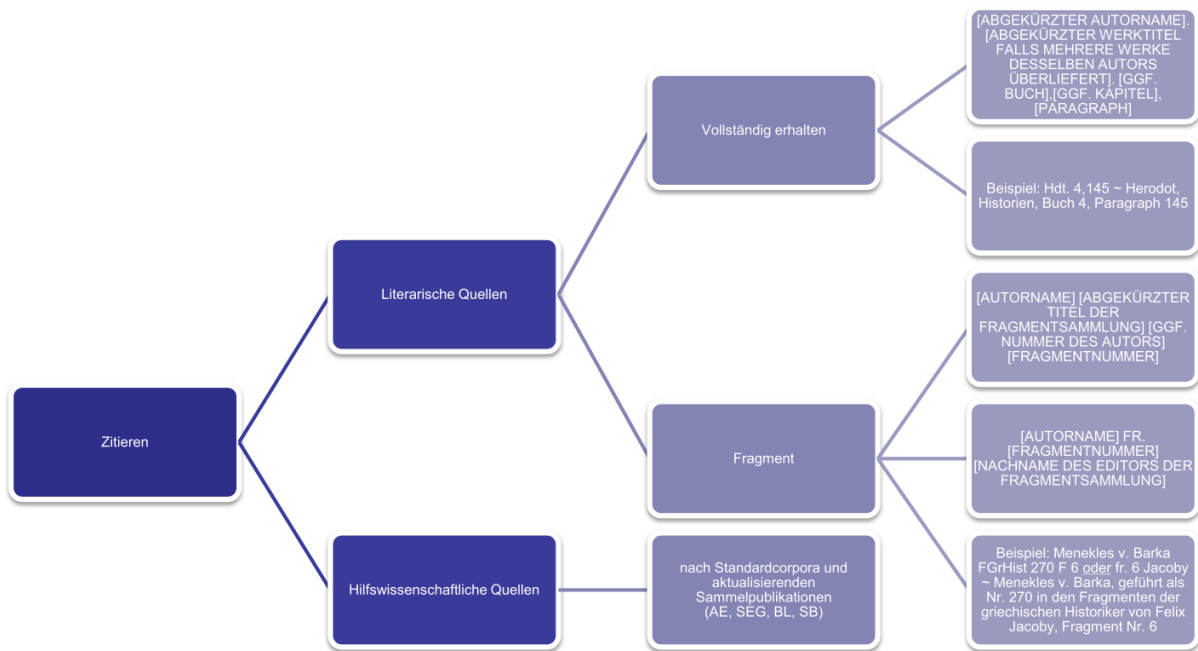 Zitieren
Literarische Quellen
Hilfswissenschaftliche Quellen
Vollständig erhalten
Fragment
nach Standardcorpora und
aktualisierenden
Sammelpublikationen
(AE, SEG, BL, SB)
[ABGEKÜRZTER AUTORNAME].
[ABGEKÜRZTER WERKTITEL
FALLS MEHRERE WERKE
DESSELBEN AUTORS
ÜBERLIEFERT]. [GGF.
BUCH],[GGF. KAPITEL],
[PARAGRAPH]
Beispiel: Hdt. 4,145 ~ Herodot,
Historien, Buch 4, Paragraph 145
[AUTORNAME] [ABGEKÜRZTER
TITEL DER
FRAGMENTSAMMLUNG] [GGF.
NUMMER DES AUTORS]
[FRAGMENTNUMMER]
[AUTORNAME] FR.
[FRAGMENTNUMMER]
[NACHNAME DES EDITORS DER
FRAGMENTSAMMLUNG]
Beispiel: Menekles v. Barka
FGrHist 270 F 6 oder fr. 6 Jacoby
~ Menekles v. Barka, geführt als
Nr. 270 in den Fragmenten der
griechischen Historiker von Felix
Jacoby, Fragment Nr. 6